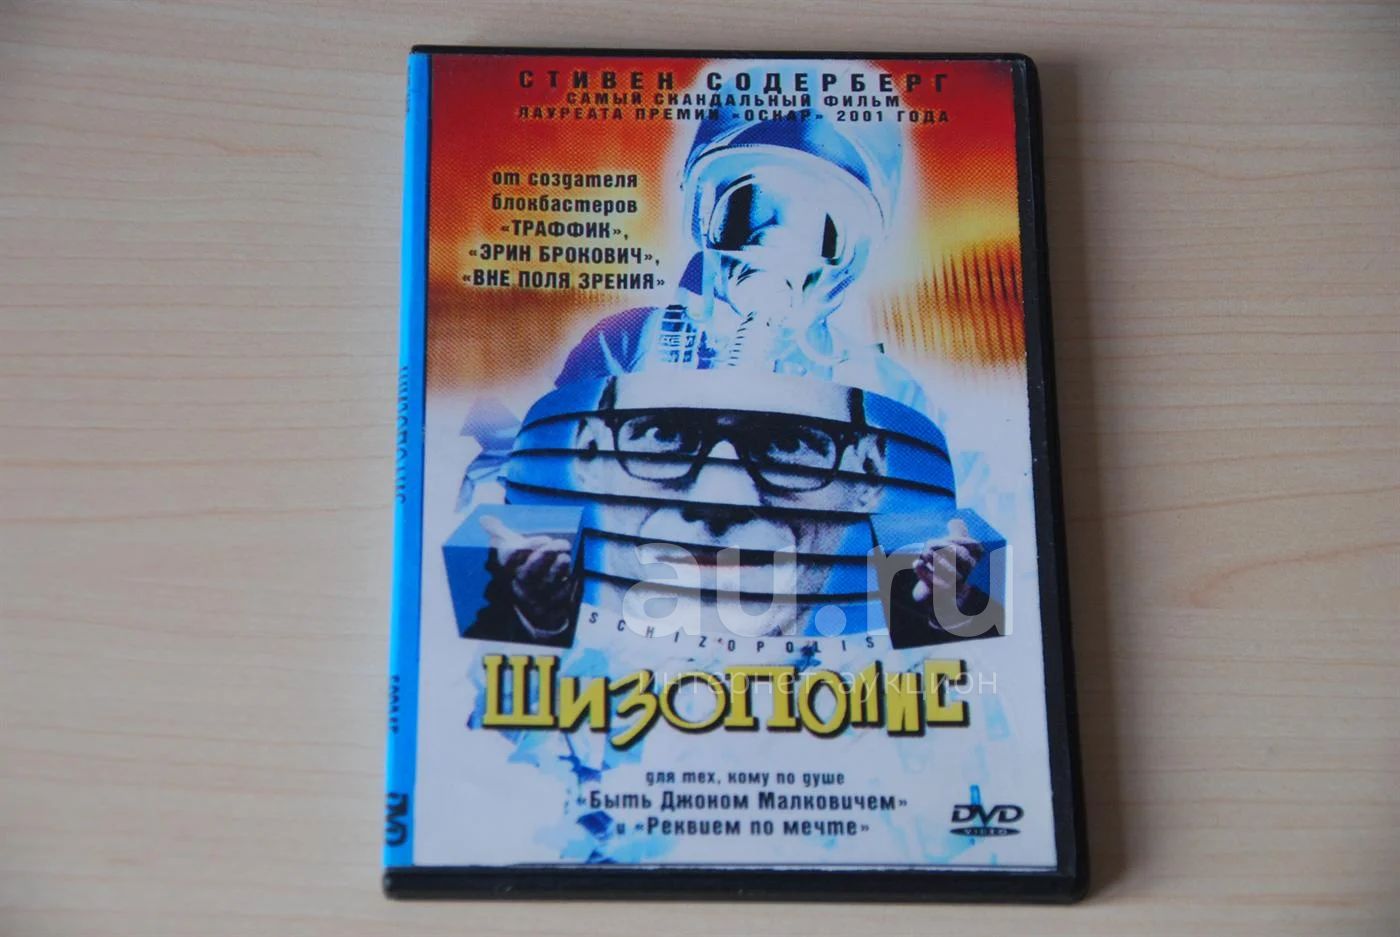 СТИВЕН СОДЕРБЕРГ
САМЫЙ СКАНДАЛЬНЫЙ ФИЛЬМ
ЛАУРЕАТА ПРЕМИИ «ОСКАР» 2001 ГОДА
от создателя
блокбастеров
«ТРАФФИК»,
«ЭРИН БРОКОВИЧ»,
«ВНЕ ПОЛЯ ЗРЕНИЯ»
SCHIZOPOLIS
Шизополис
для тех, кому по душе
«Быть Джоном Малковичем»
и «Реквием по мечте»
DVD
VIDEO
Шизополис
DVD
au.ru
интернет-аукцион